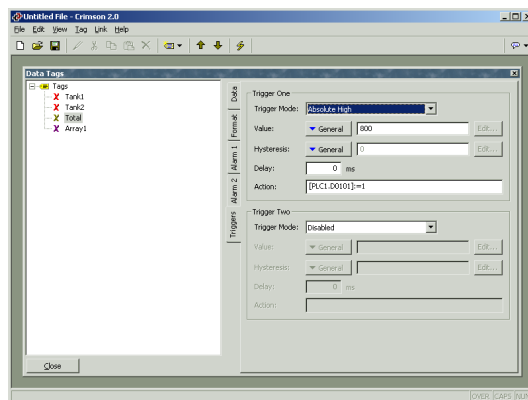 Untitled File - Crimson 2.0
File Edit View Tag Link Help
Data Tags
Tags
Tank1
Tank2
Total
Array1
Data
Format
Alarm 1
Alarm 2
Triggers
Trigger One
Trigger Mode: Absolute High
Value: General 800 Edit...
Hysteresis: General 0 Edit...
Delay: 0 ms
Action: [PLC1.D0101]:=1
Trigger Two
Trigger Mode: Disabled
Value: General Edit...
Hysteresis: General Edit...
Delay: 0 ms
Action:
Close
OVER CAPS NUM